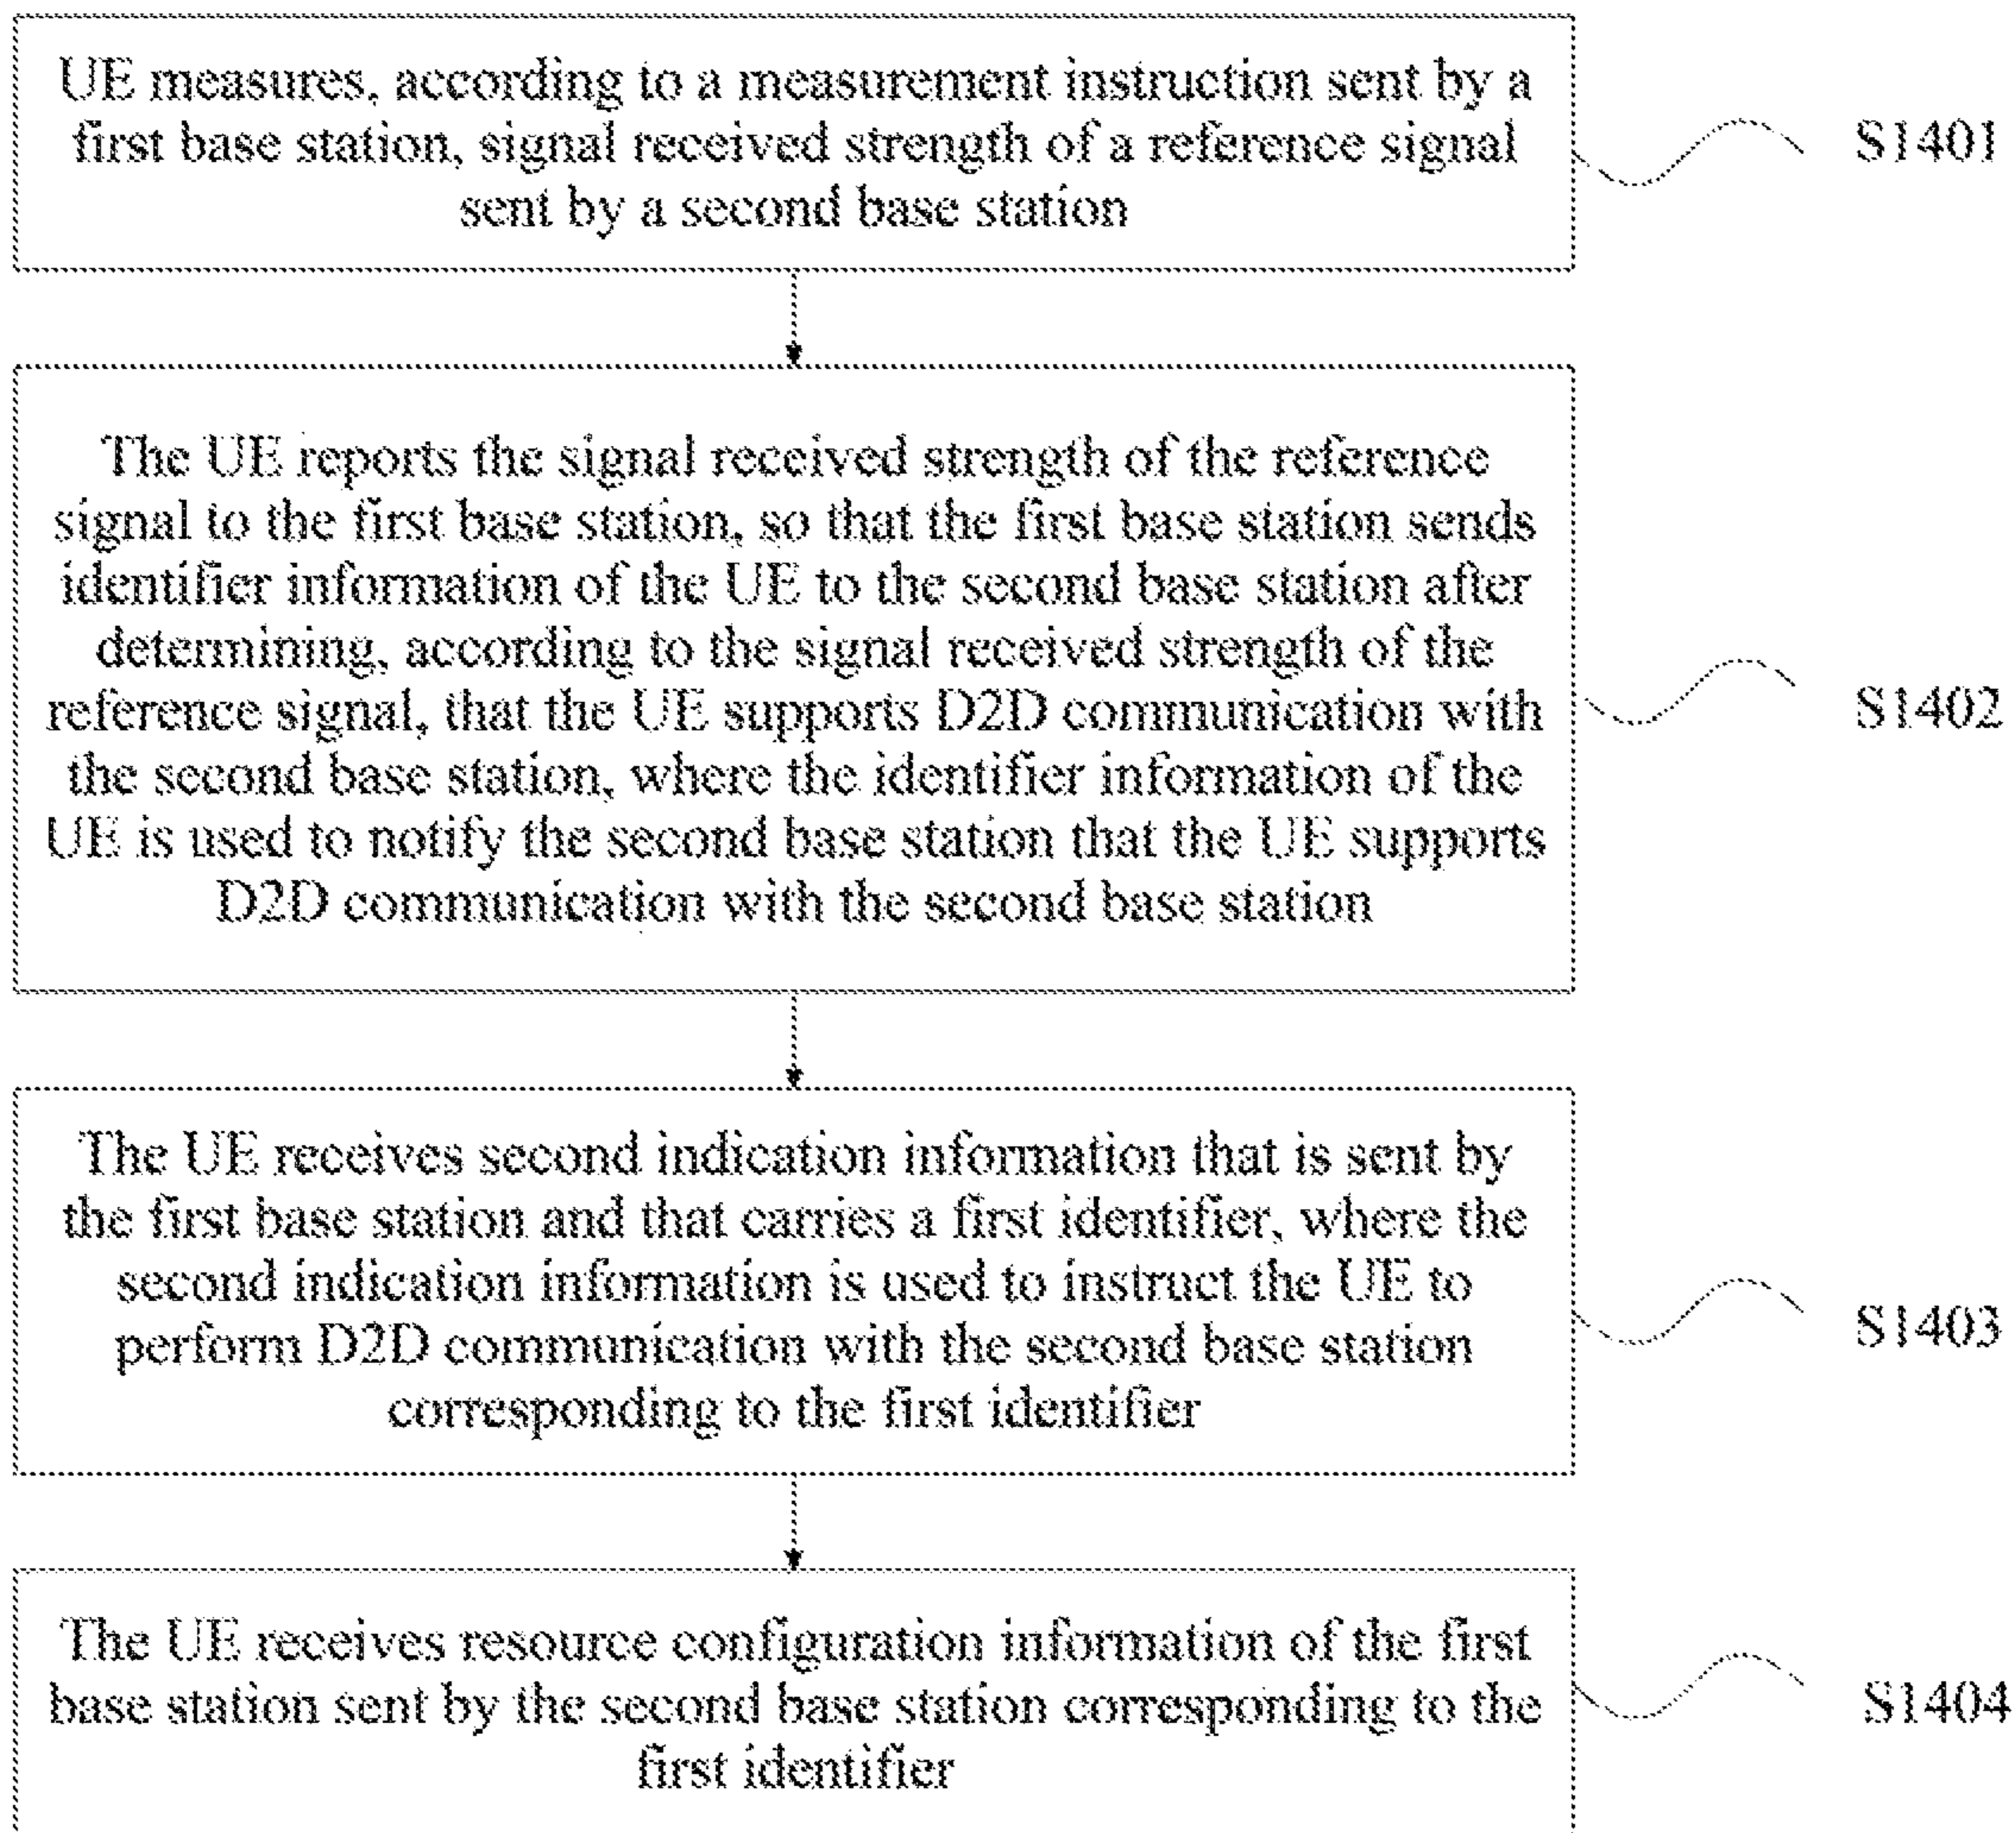 UE measures, according to a measurement instruction sent by a
first base station, signal received strength of a reference signal
sent by a second base station
S1401
The UE reports the signal received strength of the reference
signal to the first base station, so that the first base station sends
identifier information of the UE to the second base station after
determining, according to the signal received strength of the
reference signal, that the UE supports D2D communication with
the second base station, where the identifier information of the
UE is used to notify the second base station that the UE supports
D2D communication with the second base station
S1402
The UE receives second indication information that is sent by
the first base station and that carries a first identifier, where the
second indication information is used to instruct the UE to
perform D2D communication with the second base station
corresponding to the first identifier
S1403
The UE receives resource configuration information of the first
base station sent by the second base station corresponding to the
first identifier
S1404